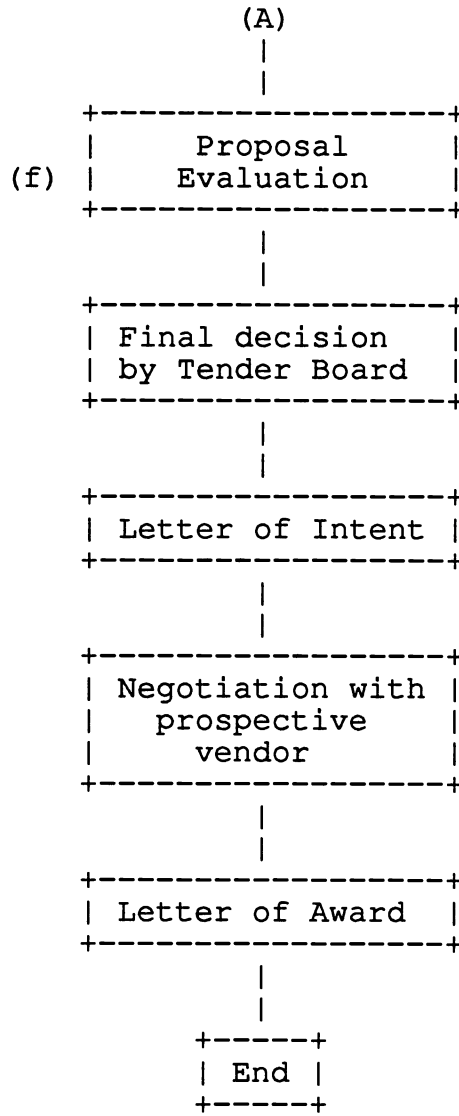 (A)
Proposal
(f) Evaluation
Final decision
by Tender Board
Letter of Intent
Negotiation with
prospective
vendor
Letter of Award
End